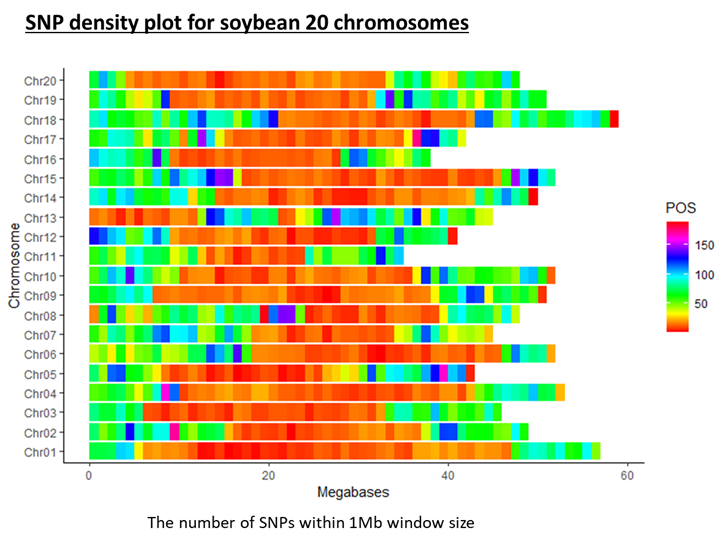 SNP density plot for soybean 20 chromosomes
Chr20
Chr19
Chr18
Chr17
Chr16
Chr15
Chr14
Chr13
Chr12
Chr11
Chr10
Chr09
Chr08
Chr07
Chr06
Chr05
Chr04
Chr03
Chr02
Chr01
Chromosome
POS
150
100
50
0 20 40 60
Megabases
The number of SNPs within 1Mb window size